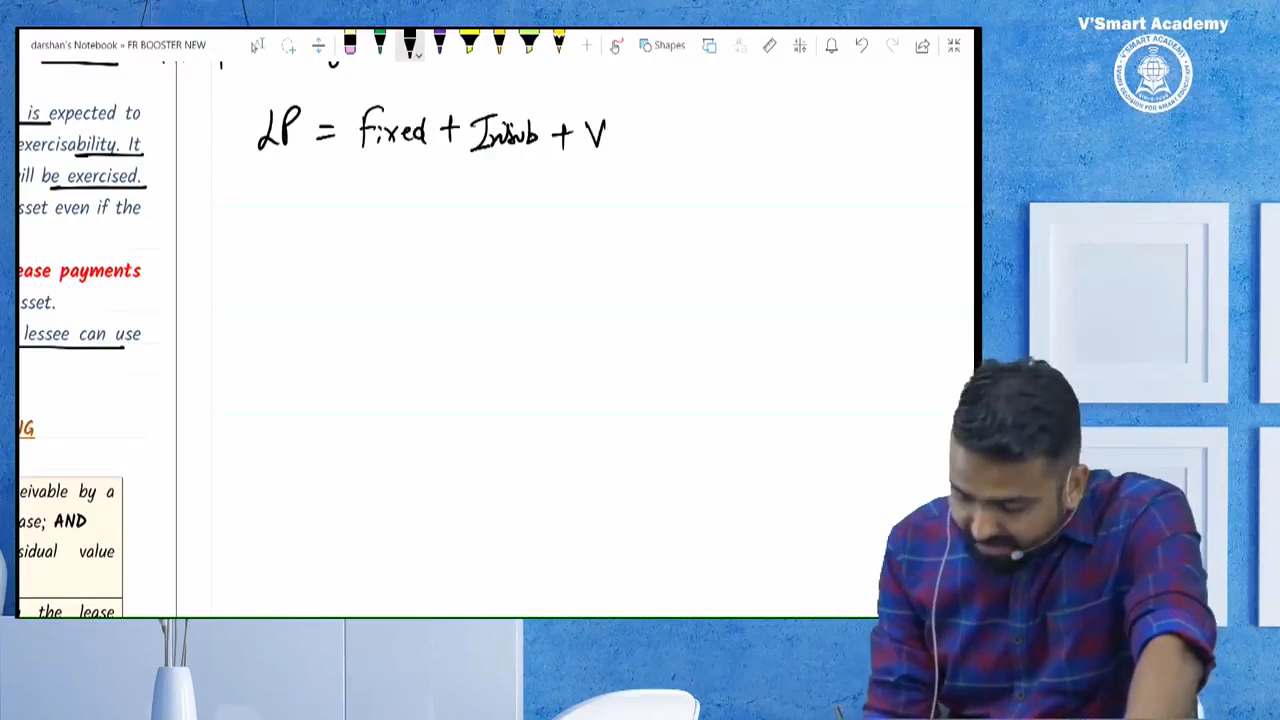 V'Smart Academy
darshan's Notebook » FR BOOSTER NEW
Shapes
is expected to
exercisability. It
ill be exercised.
sset even if the
ease payments
sset.
lessee can use
NG
eivable by a
ase; AND
sidual value
the lease
LP = fixed + Insub + V
V'SMART ACADEMY